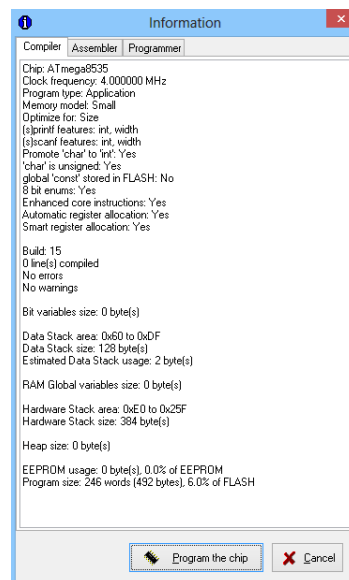 Information
Compiler
Assembler
Programmer
Chip: ATmega8535
Clock frequency: 4.000000 MHz
Program type: Application
Memory model: Small
Optimize for: Size
(s)printf features: int, width
(s)scanf features: int, width
Promote 'char' to 'int': Yes
'char' is unsigned: Yes
global 'const' stored in FLASH: No
8 bit enums: Yes
Enhanced core instructions: Yes
Automatic register allocation: Yes
Smart register allocation: Yes
Build: 15
0 line(s) compiled
No errors
No warnings
Bit variables size: 0 byte(s)
Data Stack area: 0x60 to 0xDF
Data Stack size: 128 byte(s)
Estimated Data Stack usage: 2 byte(s)
RAM Global variables size: 0 byte(s)
Hardware Stack area: 0xE0 to 0x25F
Hardware Stack size: 384 byte(s)
Heap size: 0 byte(s)
EEPROM usage: 0 byte(s), 0.0% of EEPROM
Program size: 246 words (492 bytes), 6.0% of FLASH
Program the chip
Cancel